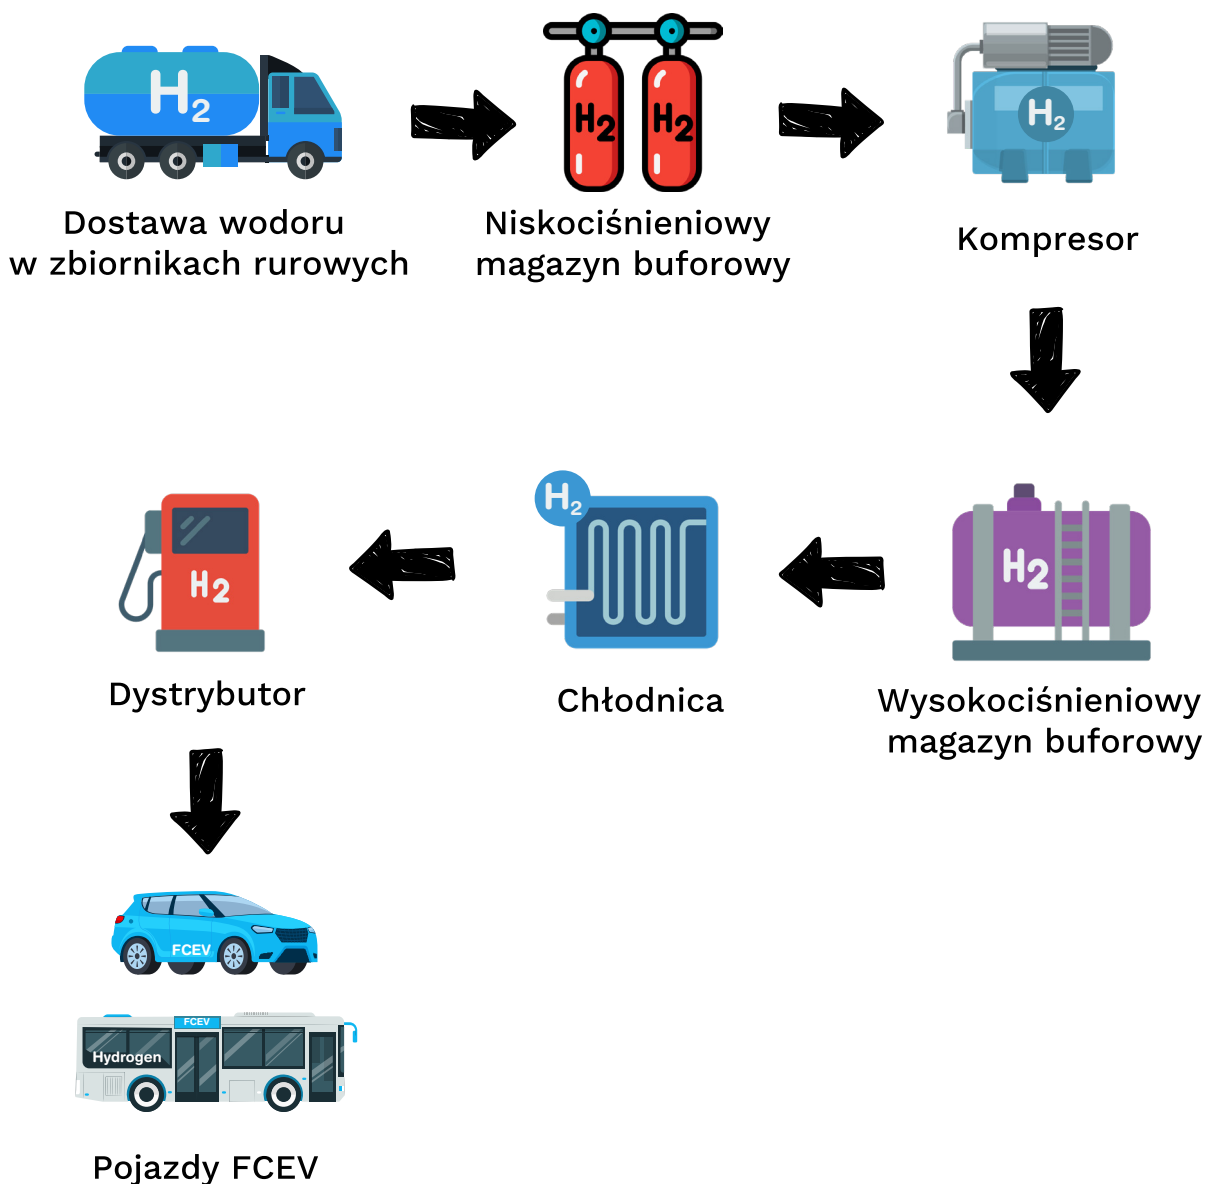 H2
H2 H2
H2
Dostawa wodoru
w zbiornikach rurowych
Niskociśnieniowy
magazyn buforowy
Kompresor
H2
H2
H2
Dystrybutor
Chłodnica
Wysokociśnieniowy
magazyn buforowy
FCEV
FCEV
Hydrogen
Pojazdy FCEV